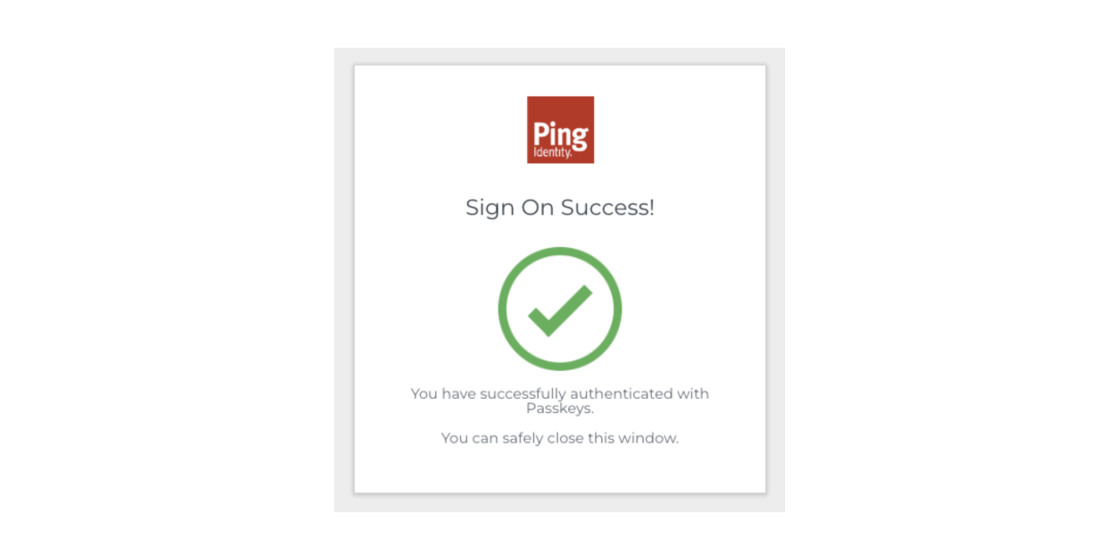 Ping
Identity.
Sign On Success!
You have successfully authenticated with
Passkeys.
You can safely close this window.